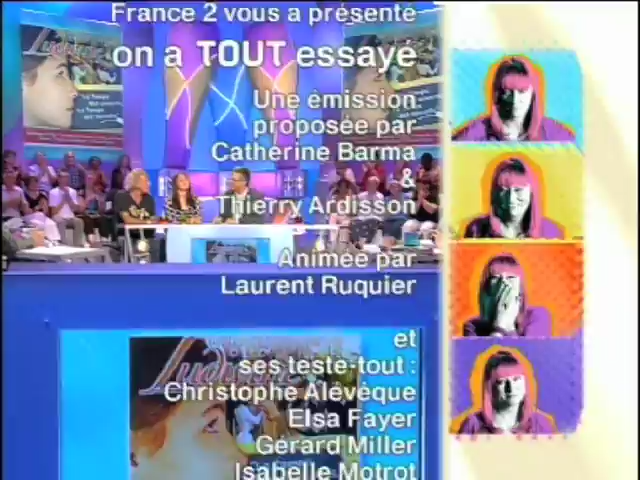 France 2 vous a présenté
on a TOUT essayé
Une émission
proposée par
Catherine Barma
&
Thierry Ardisson
Animée par
Laurent Ruquier
et
ses teste-tout :
Christophe Alévêque
Elsa Fayer
Gérard Miller
Isabelle Motrot